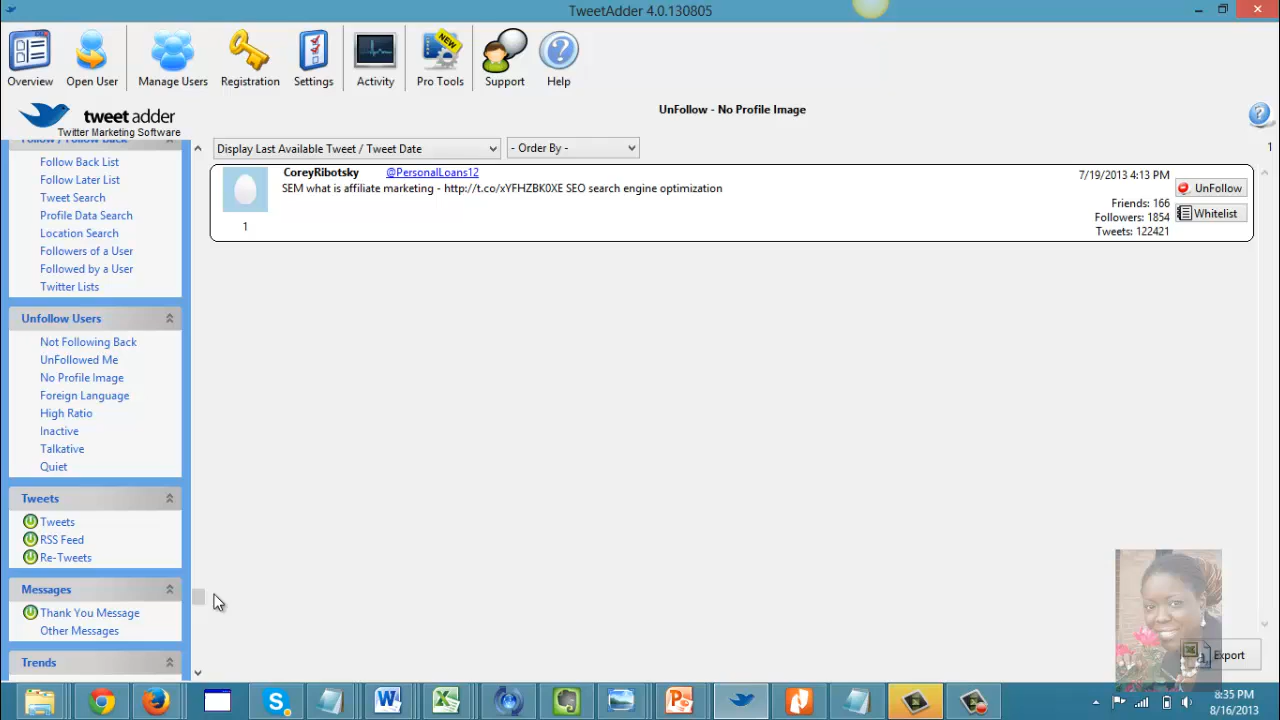 TweetAdder 4.0.130805
Overview
Open User
Manage Users
Registration
Settings
Activity
NEW
Pro Tools
Support
Help
tweet adder
Twitter Marketing Software
UnFollow - No Profile Image
Display Last Available Tweet / Tweet Date
- Order By -
1
Follow / Follow Back
Follow Back List
Follow Later List
Tweet Search
Profile Data Search
Location Search
Followers of a User
Followed by a User
Twitter Lists
Unfollow Users
Not Following Back
UnFollowed Me
No Profile Image
Foreign Language
High Ratio
Inactive
Talkative
Quiet
Tweets
Tweets
RSS Feed
Re-Tweets
Messages
Thank You Message
Other Messages
Trends
CoreyRibotsky @PersonalLoans12
SEM what is affiliate marketing - http://t.co/xYFHZBK0XE SEO search engine optimization
1
7/19/2013 4:13 PM
Friends: 166
Followers: 1854
Tweets: 122421
UnFollow
Whitelist
Export
8:35 PM
8/16/2013